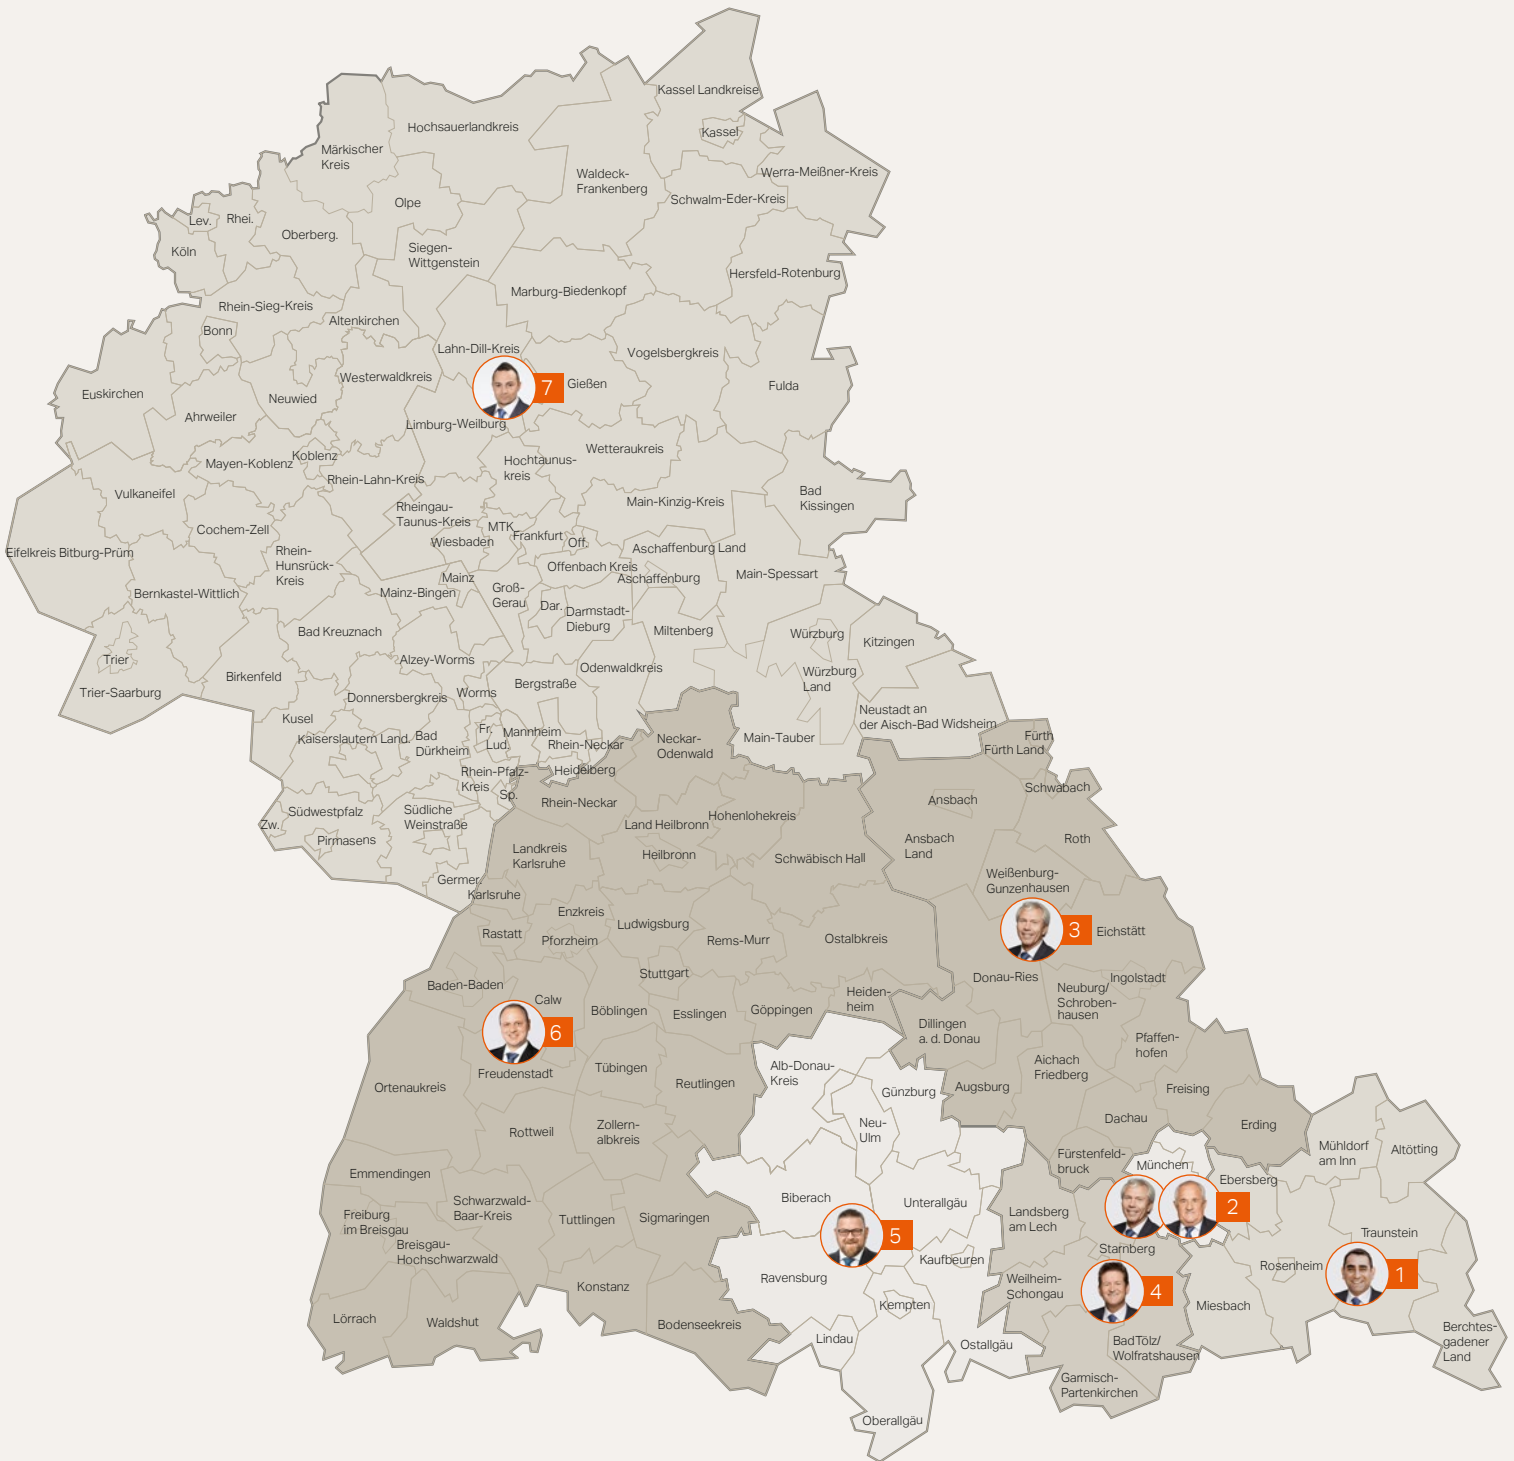 Kassel Landkreise
Hochsauerlandkreis
Kassel
Märkischer
Kreis
Waldeck-
Frankenberg
Werra-Meißner-Kreis
Schwalm-Eder-Kreis
Olpe
Lev.
Rhei.
Oberberg.
Köln
Siegen-
Wittgenstein
Hersfeld-Rotenburg
Marburg-Biedenkopf
Rhein-Sieg-Kreis
Altenkirchen
Bonn
Lahn-Dill-Kreis
Vogelsbergkreis
Westerwaldkreis
7
Gießen
Fulda
Euskirchen
Neuwied
Ahrweiler
Limburg-Weilburg
Wetteraukreis
Koblenz
Mayen-Koblenz
Hochtaunus-
kreis
Rhein-Lahn-Kreis
Vulkaneifel
Bad
Kissingen
Main-Kinzig-Kreis
Rheingau-
Taunus-Kreis
Cochem-Zell
MTK
Frankfurt
Off.
Wiesbaden
Aschaffenburg Land
Eifelkreis Bitburg-Prüm
Rhein-
Hunsrück-
Kreis
Offenbach Kreis
Aschaffenburg
Main-Spessart
Mainz
Mainz-Bingen
Bernkastel-Wittlich
Groß-
Gerau
Dar.
Darmstadt-
Dieburg
Bad Kreuznach
Miltenberg
Würzburg
Kitzingen
Trier
Alzey-Worms
Odenwaldkreis
Würzburg
Land
Birkenfeld
Bergstraße
Trier-Saarburg
Donnersbergkreis
Worms
Neustadt an
der Aisch-Bad Widsheim
Kusel
Kaiserslautern Land.
Bad
Dürkheim
Fr.
Lud.
Mannheim
Rhein-Neckar
Neckar-
Odenwald
Main-Tauber
Fürth
Fürth Land
Rhein-Pfalz-
Kreis
Heidelberg
Sp.
Schwabach
Rhein-Neckar
Ansbach
Südwestpfalz
Südliche
Weinstraße
Zw.
Hohenlohekreis
Land Heilbronn
Pirmasens
Ansbach
Land
Roth
Landkreis
Karlsruhe
Heilbronn
Schwäbisch Hall
Weißenburg-
Gunzenhausen
Germer.
Karlsruhe
Enzkreis
Ludwigsburg
Rastatt
Pforzheim
Rems-Murr
Ostalbkreis
3
Eichstätt
Stuttgart
Donau-Ries
Ingolstadt
Baden-Baden
Neuburg/
Schroben-
hausen
Calw
Heiden-
heim
Böblingen
Esslingen
Göppingen
Dillingen
a. d. Donau
6
Pfaffen-
hofen
Aichach
Friedberg
Freudenstadt
Tübingen
Alb-Donau-
Kreis
Ortenaukreis
Reutlingen
Günzburg
Augsburg
Freising
Dachau
Erding
Rottweil
Zollern-
albkreis
Neu-
Ulm
Mühldorf
am Inn
Altötting
Fürstenfeld-
bruck
München
Emmendingen
Ebersberg
Biberach
Unterallgäu
Schwarzwald-
Baar-Kreis
2
Freiburg
im Breisgau
Tuttlingen
Sigmaringen
Landsberg
am Lech
5
Traunstein
Breisgau-
Hochschwarzwald
Starnberg
Kaufbeuren
Rosenheim
1
Ravensburg
Weilheim-
Schongau
4
Konstanz
Kempten
Miesbach
Lörrach
Waldshut
Bodenseekreis
Lindau
Ostallgäu
Bad Tölz/
Wolfratshausen
Berchtes-
gadener
Land
Garmisch-
Partenkirchen
Oberallgäu